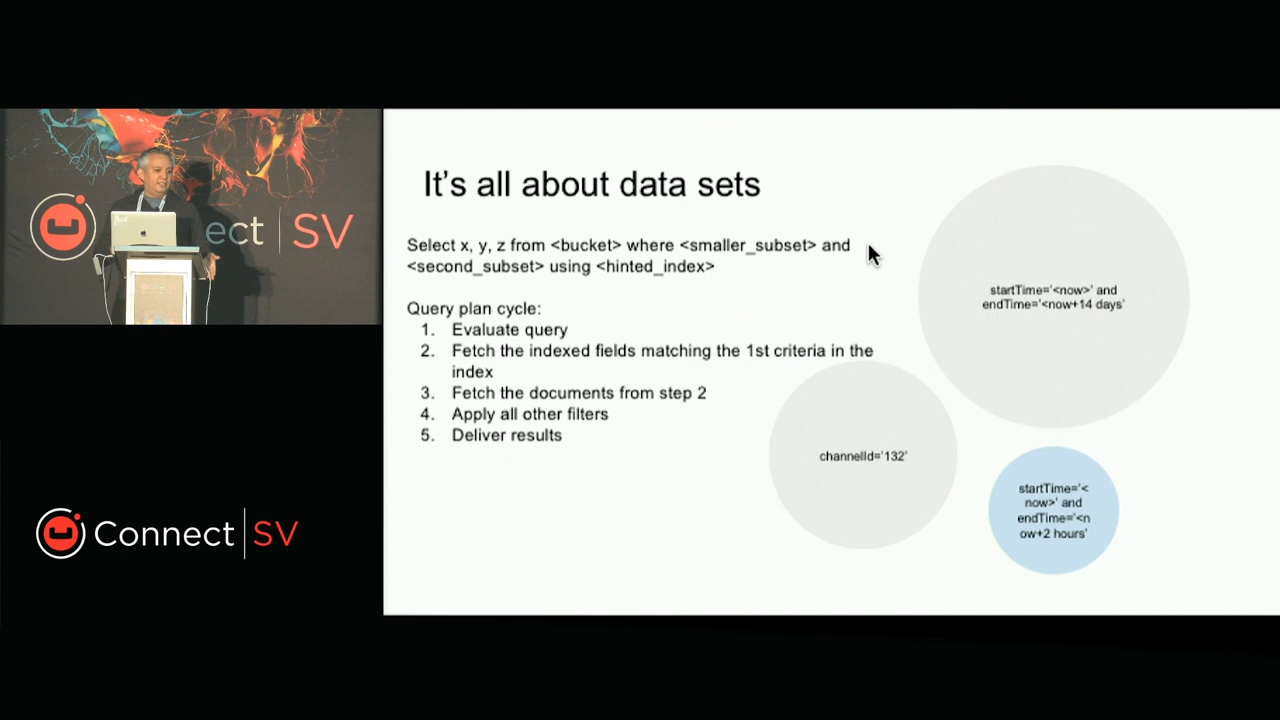 ect | SV
Connect | SV
It's all about data sets
Select x, y, z from <bucket> where <smaller_subset> and
<second_subset> using <hinted_index>
Query plan cycle:
1. Evaluate query
2. Fetch the indexed fields matching the 1st criteria in the
index
3. Fetch the documents from step 2
4. Apply all other filters
5. Deliver results
startTime='<now>' and
endTime='<now+14 days'
channelId='132'
startTime='<
now>' and
endTime='<n
ow+2 hours'